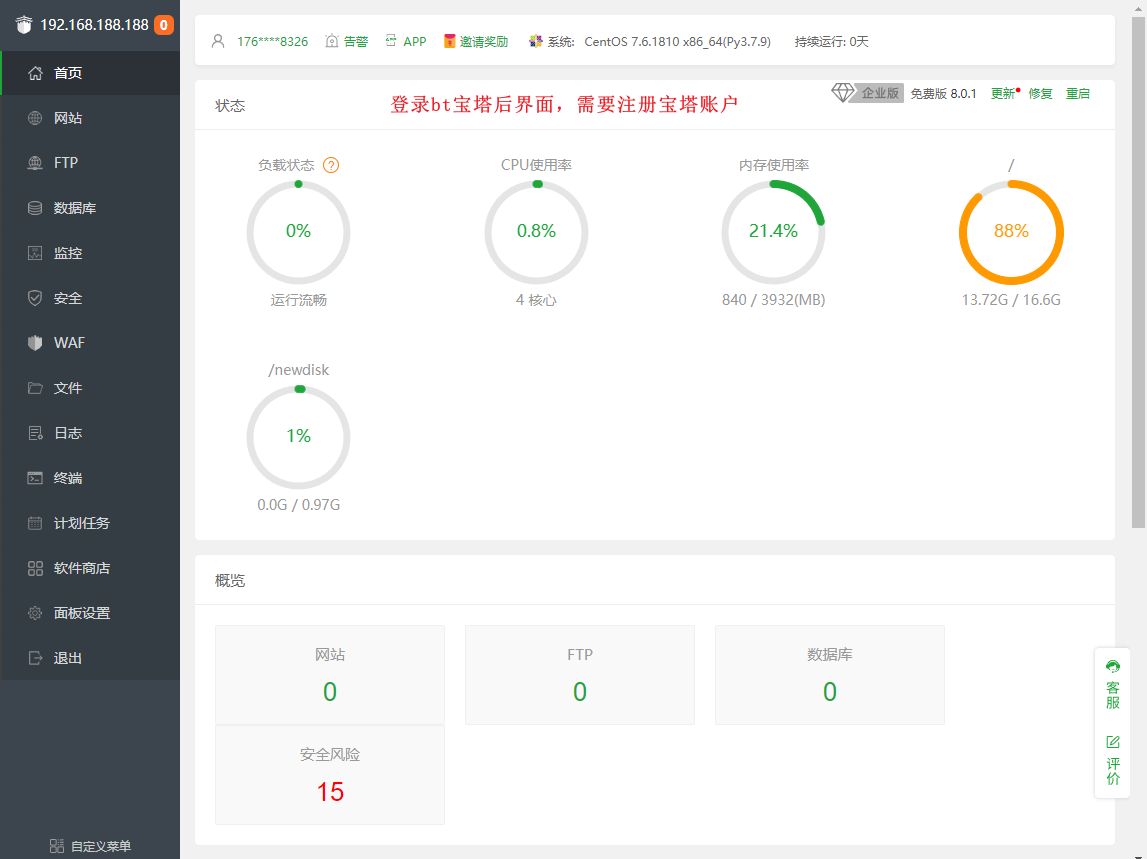 192.168.188.188 0
首页
网站
FTP
数据库
监控
安全
WAF
文件
日志
终端
计划任务
软件商店
面板设置
退出
自定义菜单
176****8326 告警 APP 邀请奖励 系统: CentOS 7.6.1810 x86_64(Py3.7.9) 持续运行: 0天
状态 登录bt宝塔后界面，需要注册宝塔账户 企业版 免费版 8.0.1 更新 修复 重启
负载状态 ? CPU使用率 内存使用率 /
0% 0.8% 21.4% 88%
运行流畅 4 核心 840 / 3932(MB) 13.72G / 16.6G
/newdisk
1%
0.0G / 0.97G
概览
网站 FTP 数据库
0 0 0
安全风险
15
客服
评价